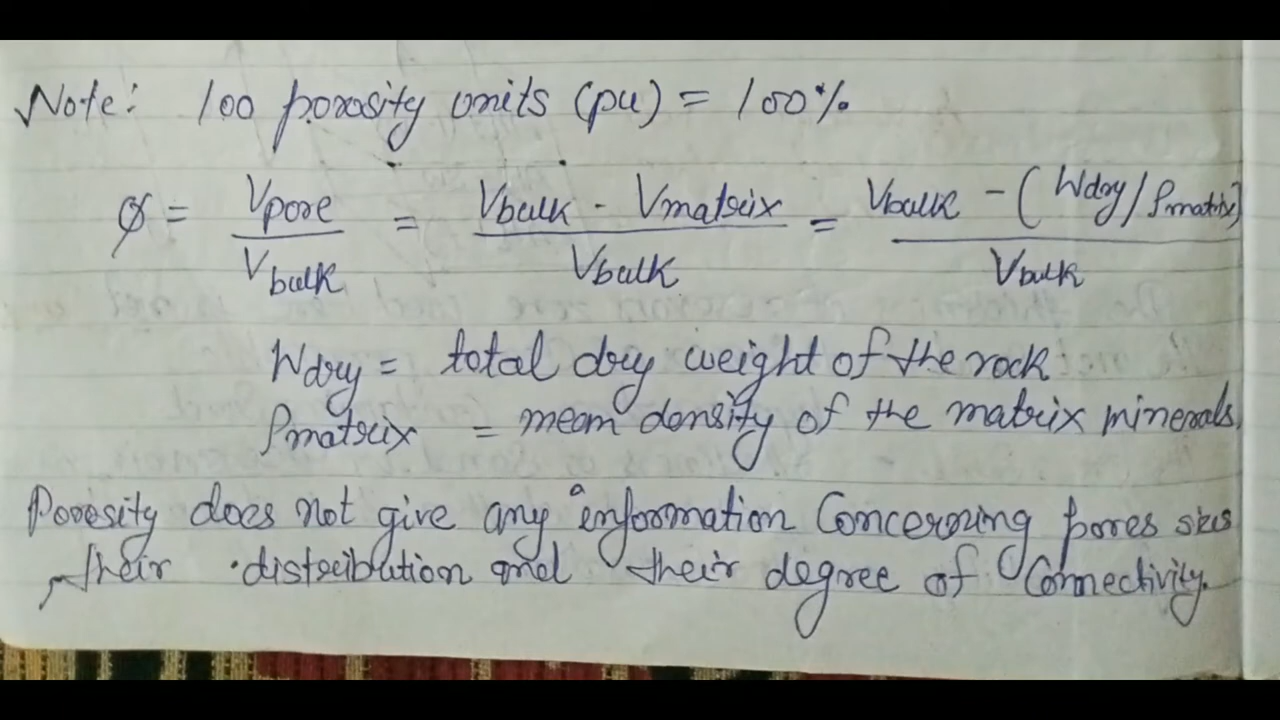 Note: 100 porosity units (pu) = 100%
φ = Vpore / Vbulk = Vbulk - Vmatrix / Vbulk = Vbulk - (Wdry/ρmatrix) / Vbulk
Wdry = total dry weight of the rock
ρmatrix = mean density of the matrix minerals.
Porosity does not give any information Concerning pores sizes
, their distribution and their degree of Connectivity.